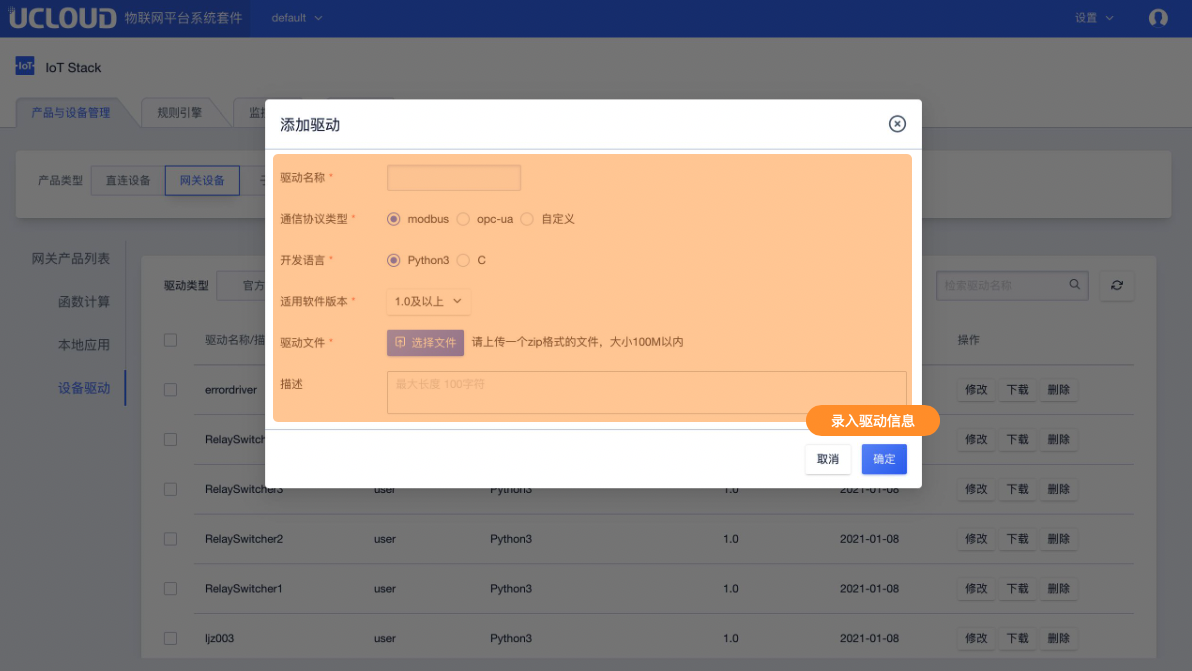 UCLOUD 物联网平台系统套件 default 设置
IoT IoT Stack
产品与设备管理 规则引擎
添加驱动
产品类型 直连设备 网关设备
驱动名称 *
通信协议类型 * modbus opc-ua 自定义
网关产品列表
开发语言 * Python3 C
驱动类型 官方 检索驱动名称
函数计算
适用软件版本 * 1.0及以上
本地应用
驱动文件 * 选择文件 请上传一个zip格式的文件，大小100M以内
驱动名称/描 操作
设备驱动
描述 最大长度 100字符
errordriver 修改 下载 删除
录入驱动信息
RelaySwitch 修改 下载 删除
取消 确定
RelaySwitcher3 user Python3 1.0 2021-01-08 修改 下载 删除
RelaySwitcher2 user Python3 1.0 2021-01-08 修改 下载 删除
RelaySwitcher1 user Python3 1.0 2021-01-08 修改 下载 删除
ljz003 user Python3 1.0 2021-01-08 修改 下载 删除